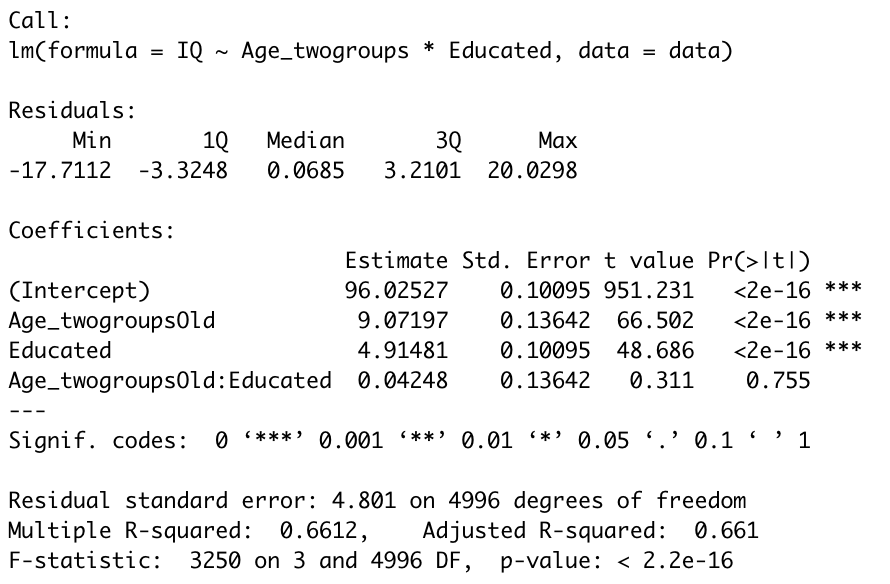 Call:
lm(formula = IQ ~ Age_twogroups * Educated, data = data)
Residuals:
Min 1Q Median 3Q Max
-17.7112 -3.3248 0.0685 3.2101 20.0298
Coefficients:
Estimate Std. Error t value Pr(>|t|)
(Intercept) 96.02527 0.10095 951.231 <2e-16 ***
Age_twogroupsOld 9.07197 0.13642 66.502 <2e-16 ***
Educated 4.91481 0.10095 48.686 <2e-16 ***
Age_twogroupsOld:Educated 0.04248 0.13642 0.311 0.755
---
Signif. codes: 0 ‘***’ 0.001 ‘**’ 0.01 ‘*’ 0.05 ‘.’ 0.1 ‘ ’ 1
Residual standard error: 4.801 on 4996 degrees of freedom
Multiple R-squared: 0.6612, Adjusted R-squared: 0.661
F-statistic: 3250 on 3 and 4996 DF, p-value: < 2.2e-16